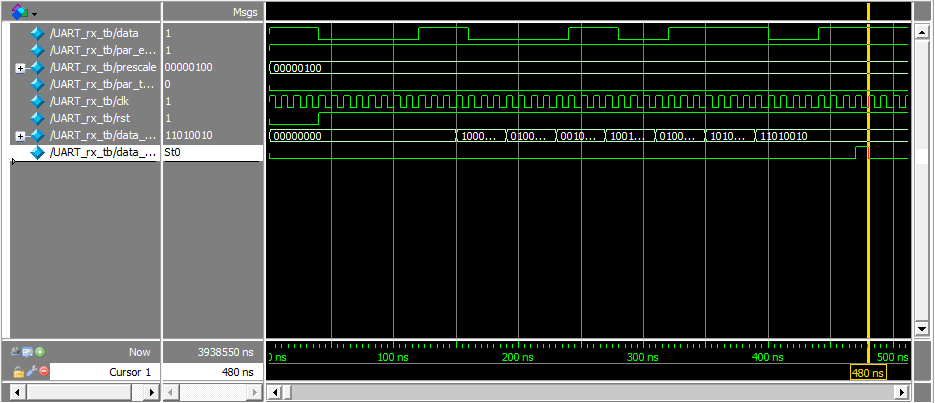 Msgs
/UART_rx_tb/data 1
/UART_rx_tb/par_e... 1
/UART_rx_tb/prescale 00000100 00000100
/UART_rx_tb/par_t... 0
/UART_rx_tb/clk 1
/UART_rx_tb/rst 1
/UART_rx_tb/data_... 11010010 00000000 1000... 0100... 0010... 1001... 0100... 1010... 11010010
/UART_rx_tb/data_... St0
Now 3938550 ns 0 ns 100 ns 200 ns 300 ns 400 ns 500 ns
Cursor 1 480 ns 480 ns